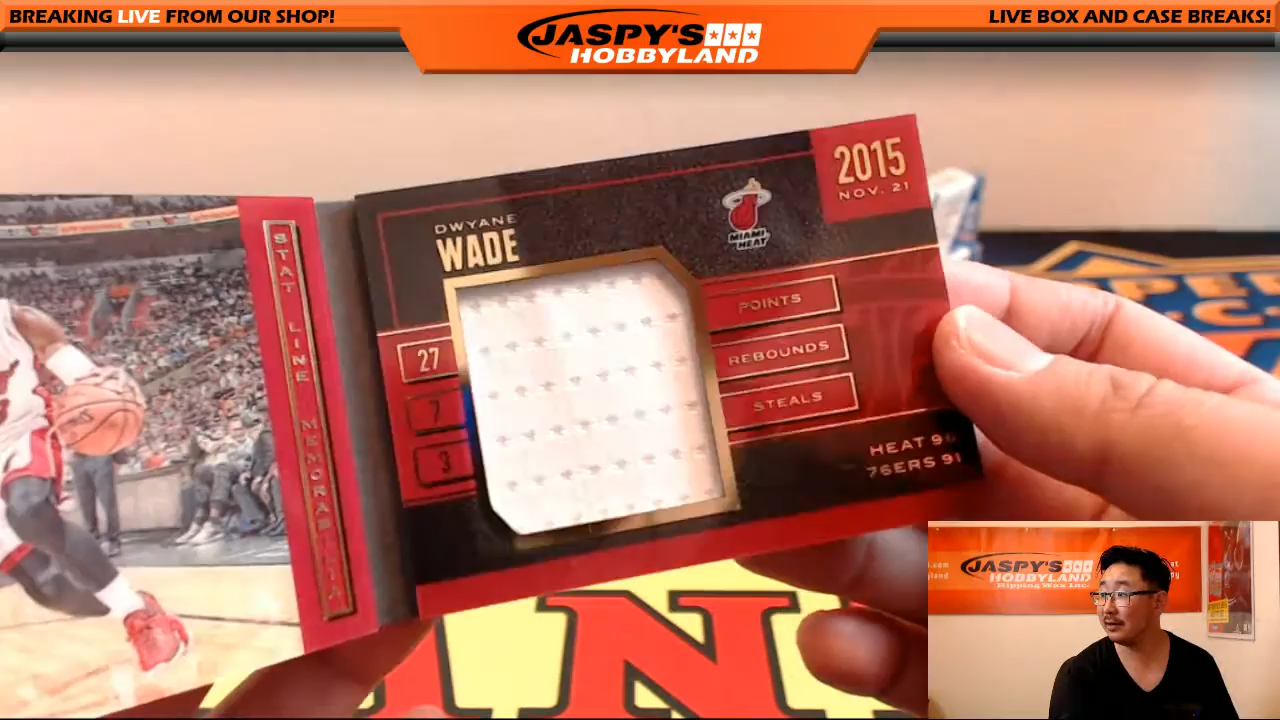 BREAKING LIVE FROM OUR SHOP!
JASPY'S
HOBBYLAND
LIVE BOX AND CASE BREAKS!
STAT LINE MEMORABILIA
DWYANE
WADE
MIAMI
HEAT
2015
NOV. 21
27
7
3
POINTS
REBOUNDS
STEALS
HEAT 96
76ERS 91
JASPY'S
HOBBYLAND
Ripping Wax Inc.